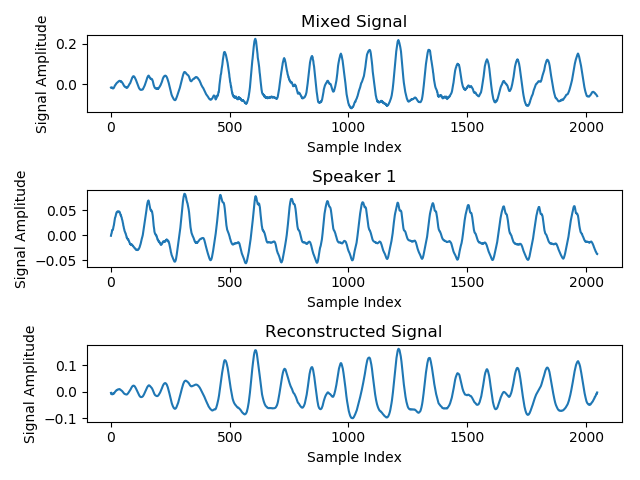 Mixed Signal
Signal Amplitude
0.2
0.0
0 500 1000 1500 2000
Sample Index
Speaker 1
Signal Amplitude
0.05
0.00
−0.05
0 500 1000 1500 2000
Sample Index
Reconstructed Signal
Signal Amplitude
0.1
0.0
−0.1
0 500 1000 1500 2000
Sample Index